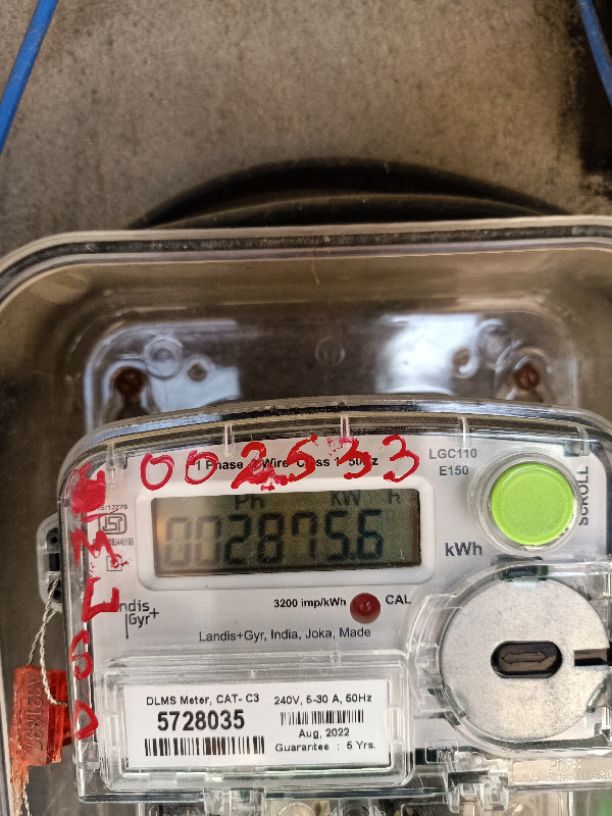 002533
1 Phase 2 Wire Class 1 50Hz
LGC110
E150
SCROLL
Ph KW h
002875.6
kWh
3200 imp/kWh
CAL
Landis+Gyr, India, Joka, Made
Landis
Gyr+
DLMS Meter, CAT- C3
5728035
240V, 5-30 A, 50Hz
Aug, 2022
Guarantee : 5 Yrs.